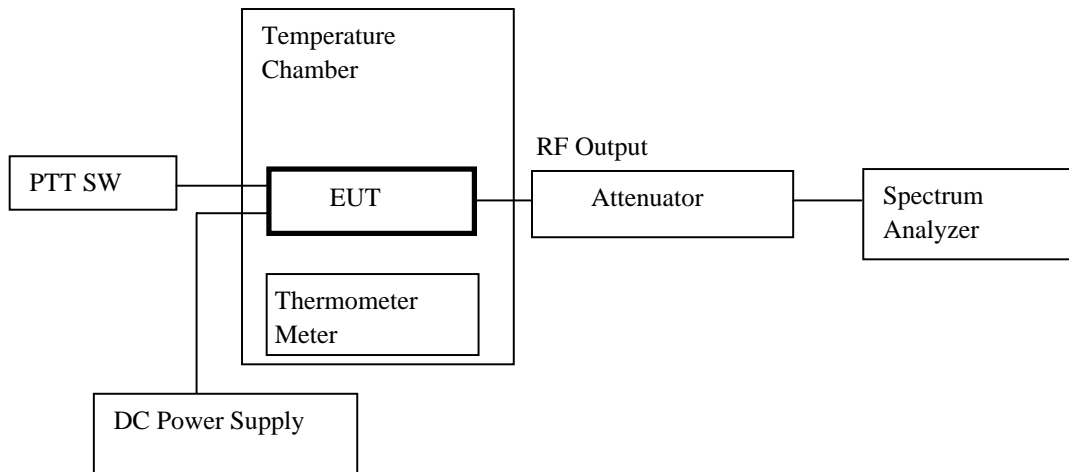 Temperature
Chamber
RF Output
PTT SW
EUT
Attenuator
Spectrum
Analyzer
Thermometer
Meter
DC Power Supply